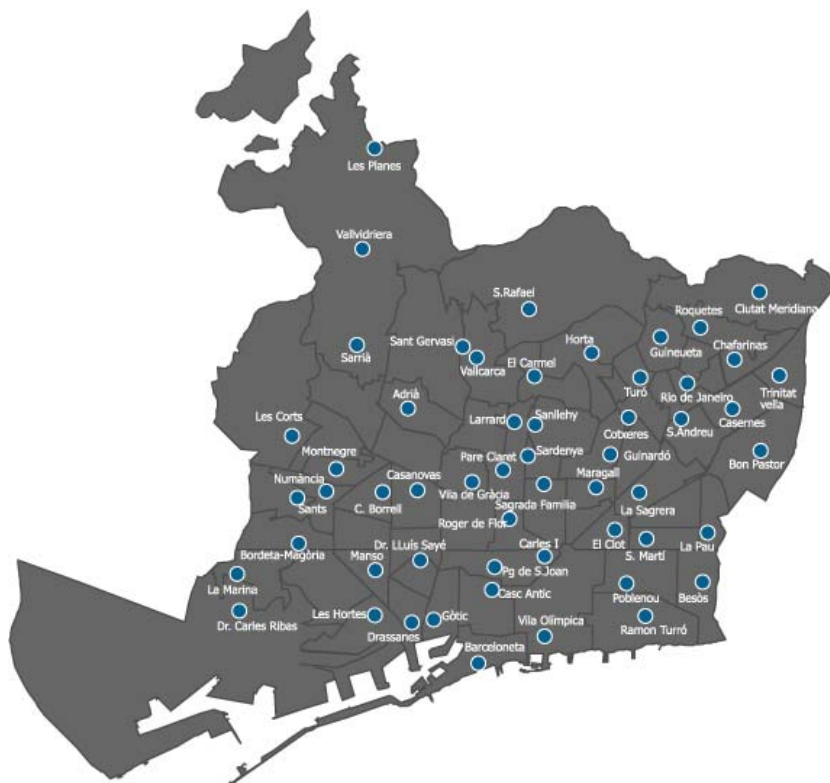 Les Planes
Vallvidriera
S.Rafael
Ciutat Meridiana
Roquetes
Guineueta
Chafarinas
Horta
Sant Gervasi
Vallcarca
Sarrià
El Carmel
Turó
Rio de Janeiro
Trinitat
vella
Adrià
Casernes
Les Corts
Larrard
Sanllehy
Cotxeres
S.Andreu
Montnegre
Pare Claret
Sardenya
Guinardó
Bon Pastor
Numància
Sants
Casanovas
C. Borrell
Vila de Gràcia
Maragall
Sagrada Familia
La Sagrera
Roger de Flor
El Clot
S. Martí
La Pau
Bordeta-Magòria
Manso
Dr. LLuís Sayé
Carles I
Pg de S.Joan
La Marina
Casc Antic
Poblenou
Besòs
Dr. Carles Ribas
Les Hortes
Drassanes
Gòtic
Vila Olímpica
Ramon Turró
Barceloneta